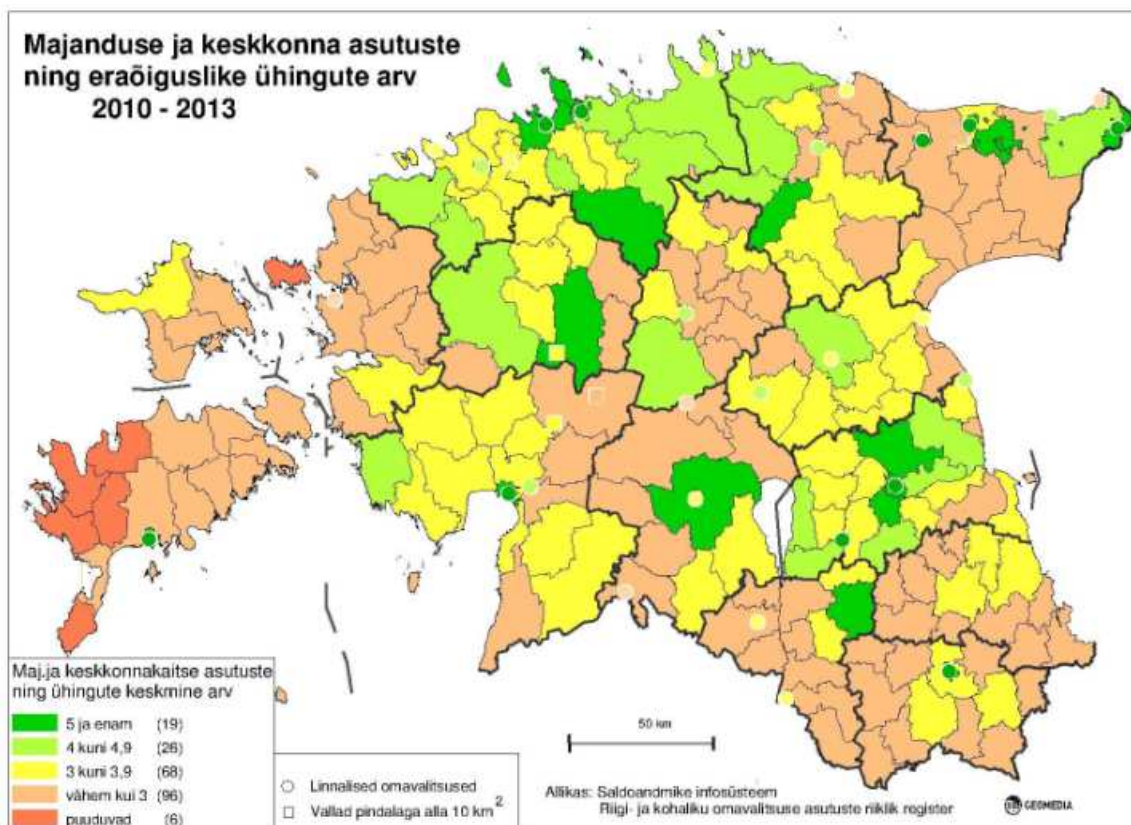 Majanduse ja keskkonna asutuste
ning eraõiguslike ühingute arv
2010 - 2013
Maj.ja keskkonnakaitse asutuste
ning ühingute keskmine arv
5 ja enam (19)
4 kuni 4,9 (26)
3 kuni 3,9 (68)
vähem kui 3 (96)
puuduvad (6)
Linnalised omavalitsused
Vallad pindalaga alla 10 km2
50 km
Allikas: Saldoandmike infosüsteem
Riigi- ja kohaliku omavalitsuse asutuste riiklik register
GEOMEDIA